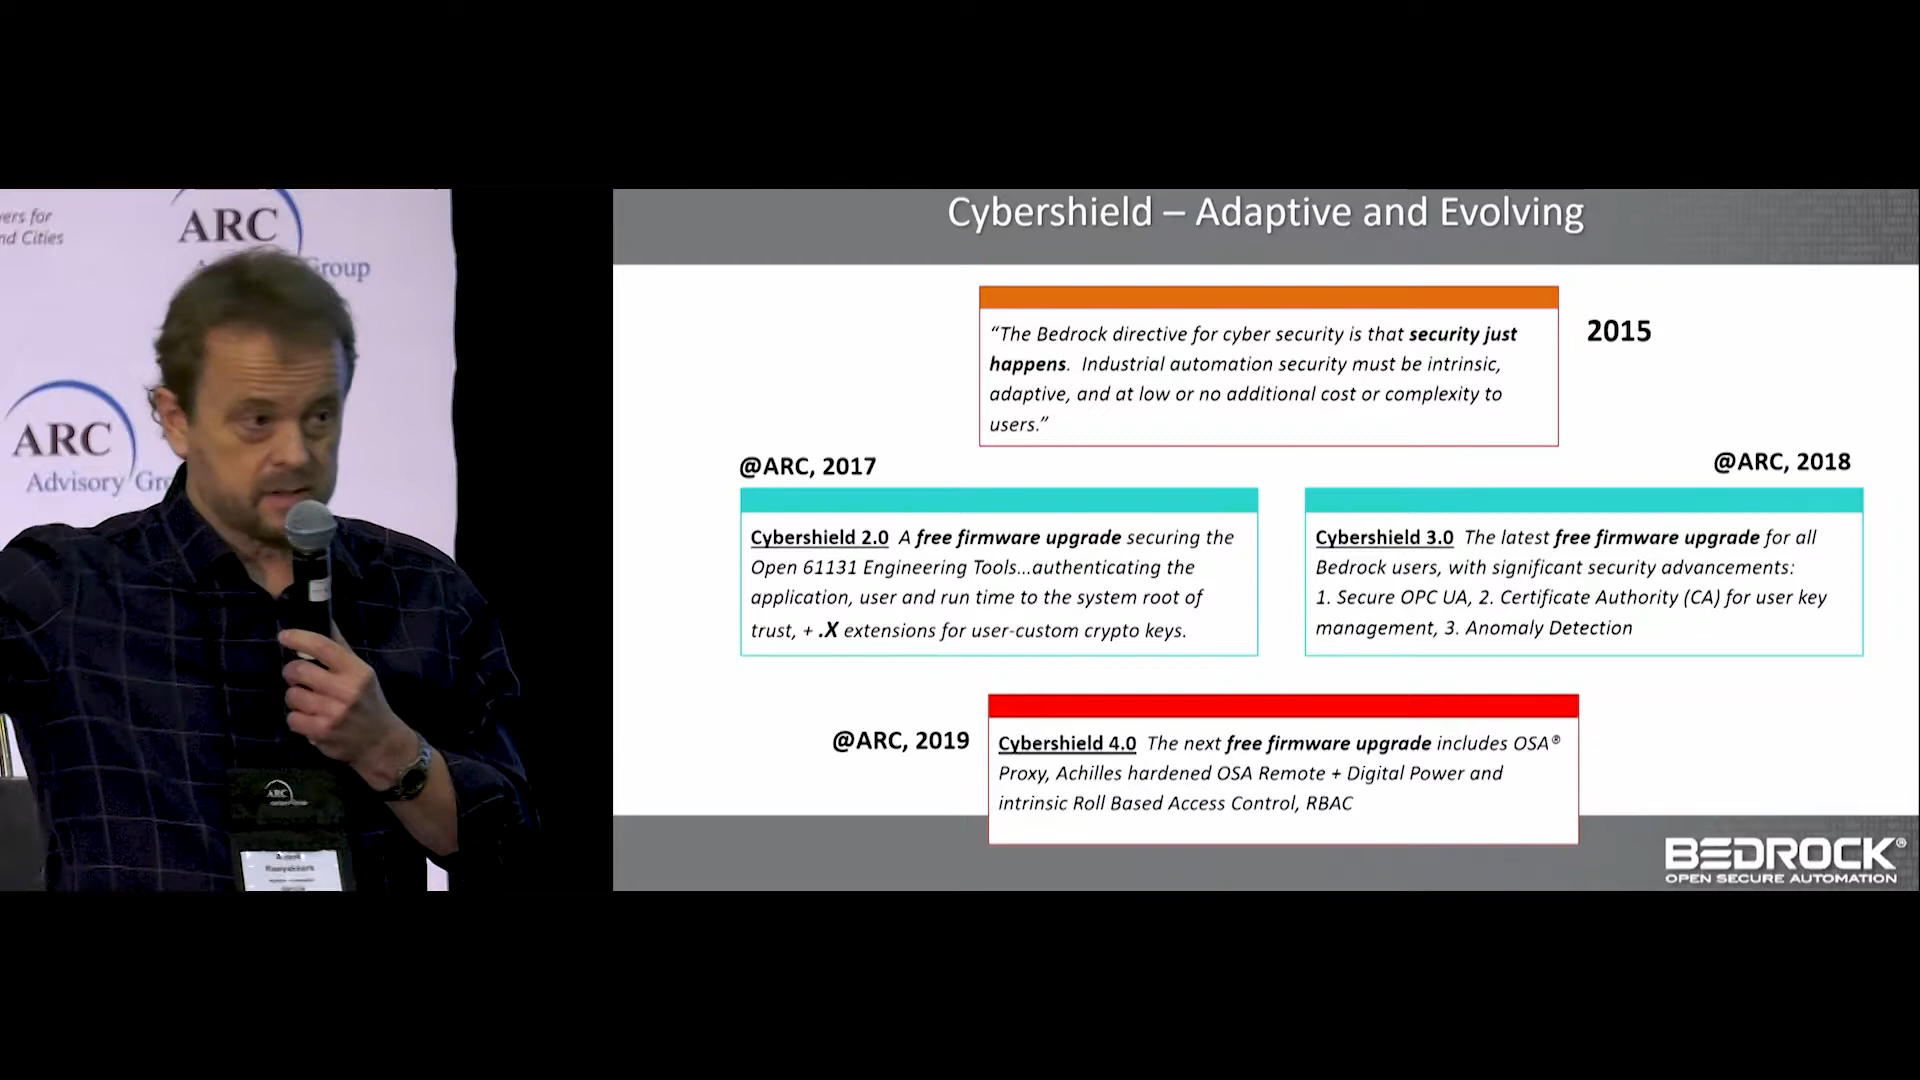 ers for
nd Cities
ARC
Group
ARC
Advisory Gr
ARC
Cybershield – Adaptive and Evolving
“The Bedrock directive for cyber security is that security just
happens. Industrial automation security must be intrinsic,
adaptive, and at low or no additional cost or complexity to
users.”
2015
@ARC, 2017
Cybershield 2.0 A free firmware upgrade securing the
Open 61131 Engineering Tools...authenticating the
application, user and run time to the system root of
trust, + .X extensions for user-custom crypto keys.
@ARC, 2018
Cybershield 3.0 The latest free firmware upgrade for all
Bedrock users, with significant security advancements:
1. Secure OPC UA, 2. Certificate Authority (CA) for user key
management, 3. Anomaly Detection
@ARC, 2019
Cybershield 4.0 The next free firmware upgrade includes OSA®
Proxy, Achilles hardened OSA Remote + Digital Power and
intrinsic Roll Based Access Control, RBAC
BEDROCK®
OPEN SECURE AUTOMATION